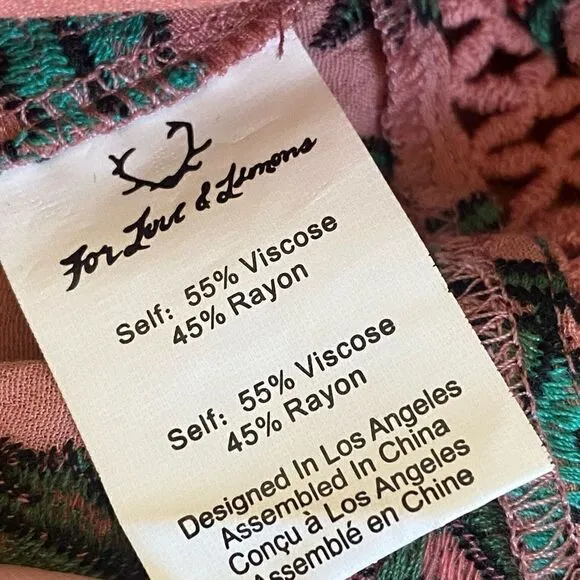 For Love & Lemons
Self: 55% Viscose
45% Rayon
Self: 55% Viscose
45% Rayon
Designed In Los Angeles
Assembled In China
Conçu à Los Angeles
Assemblé en Chine